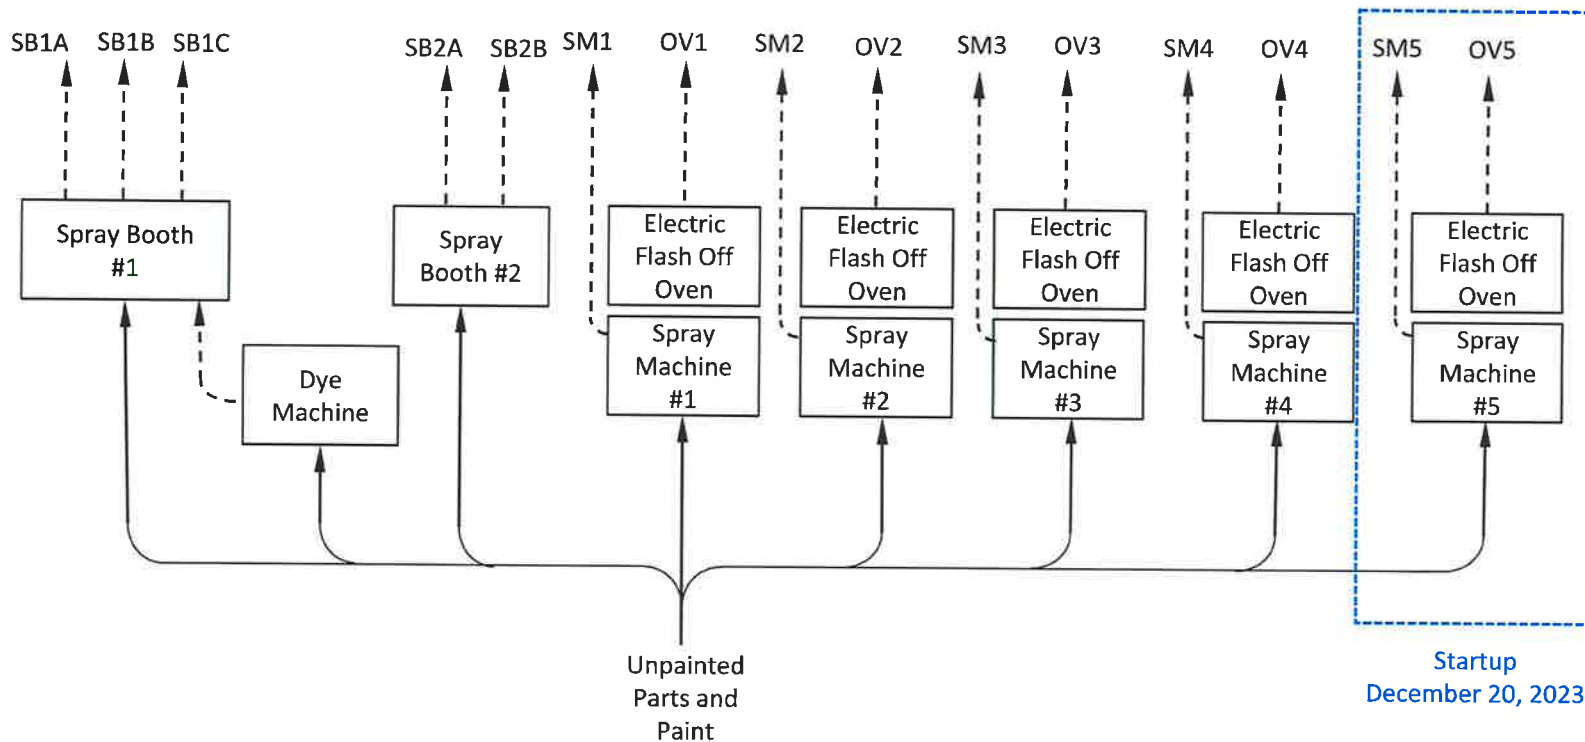 SB1A SB1B SB1C SB2A SB2B SM1 OV1 SM2 OV2 SM3 OV3 SM4 OV4 SM5 OV5
Spray Booth
#1
Spray
Booth #2
Electric
Flash Off
Oven
Electric
Flash Off
Oven
Electric
Flash Off
Oven
Electric
Flash Off
Oven
Electric
Flash Off
Oven
Dye
Machine
Spray
Machine
#1
Spray
Machine
#2
Spray
Machine
#3
Spray
Machine
#4
Spray
Machine
#5
Unpainted
Parts and
Paint
Startup
December 20, 2023